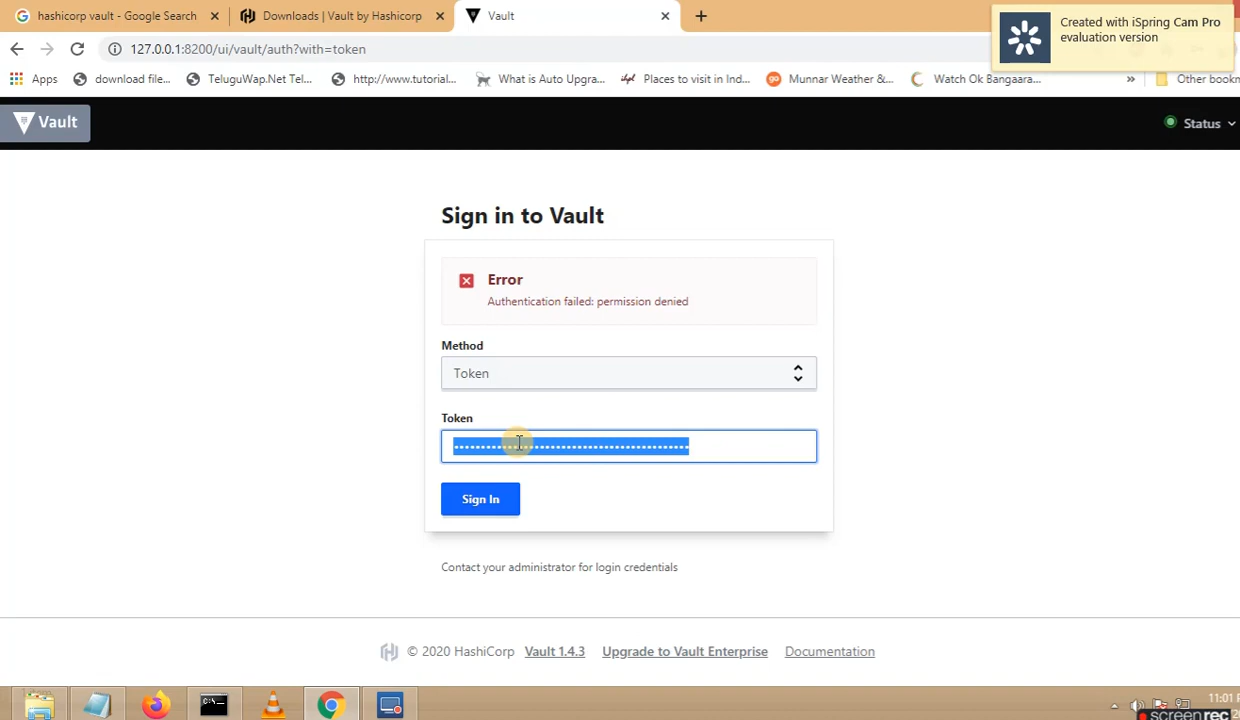 hashicorp vault - Google Search
Downloads | Vault by Hashicorp
Vault
Created with iSpring Cam Pro
evaluation version
127.0.0.1:8200/ui/vault/auth?with=token
Apps
download file...
TeluguWap.Net Tel...
http://www.tutorial...
What is Auto Upgra...
Places to visit in Ind...
Munnar Weather &...
Watch Ok Bangaara...
»
Other bookm
Vault
Status
Sign in to Vault
Error
Authentication failed: permission denied
Method
Token
Token
Sign In
Contact your administrator for login credentials
© 2020 HashiCorp Vault 1.4.3 Upgrade to Vault Enterprise Documentation
C:\_
11:01 P
screenrec